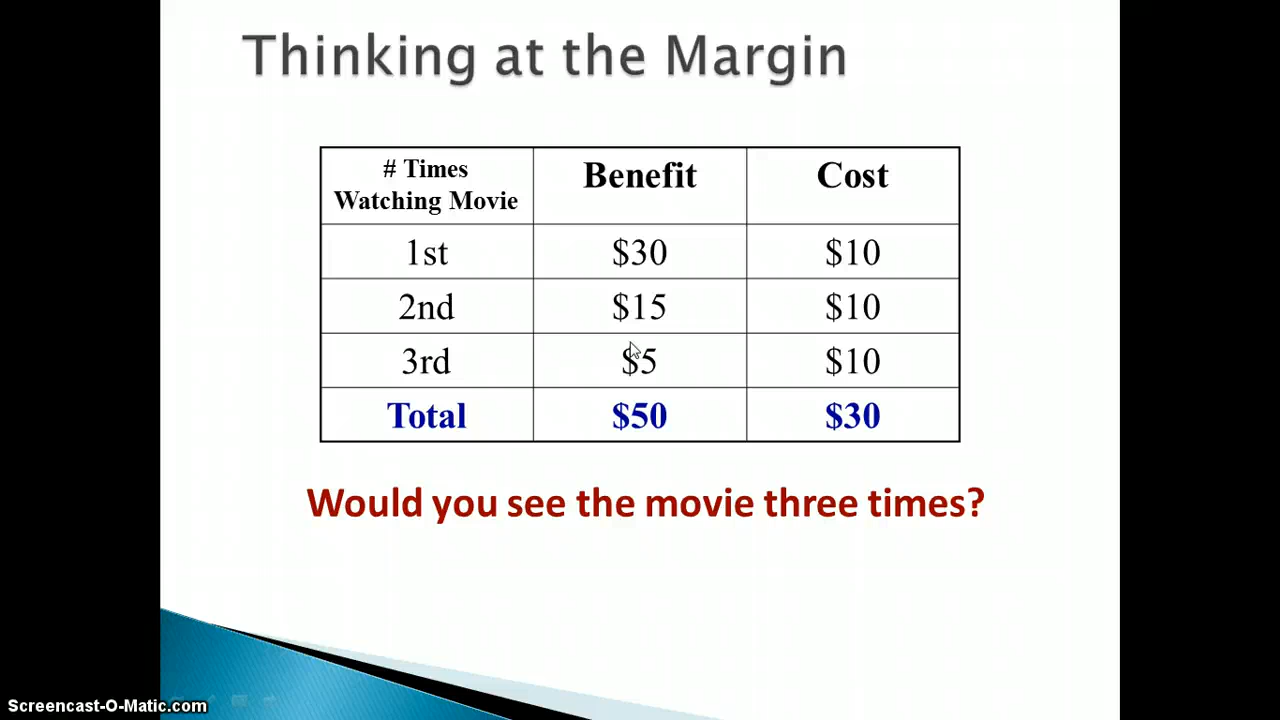 Thinking at the Margin
# Times
Watching Movie
Benefit
Cost
1st $30 $10
2nd $15 $10
3rd $5 $10
Total $50 $30
Would you see the movie three times?
Screencast-O-Matic.com